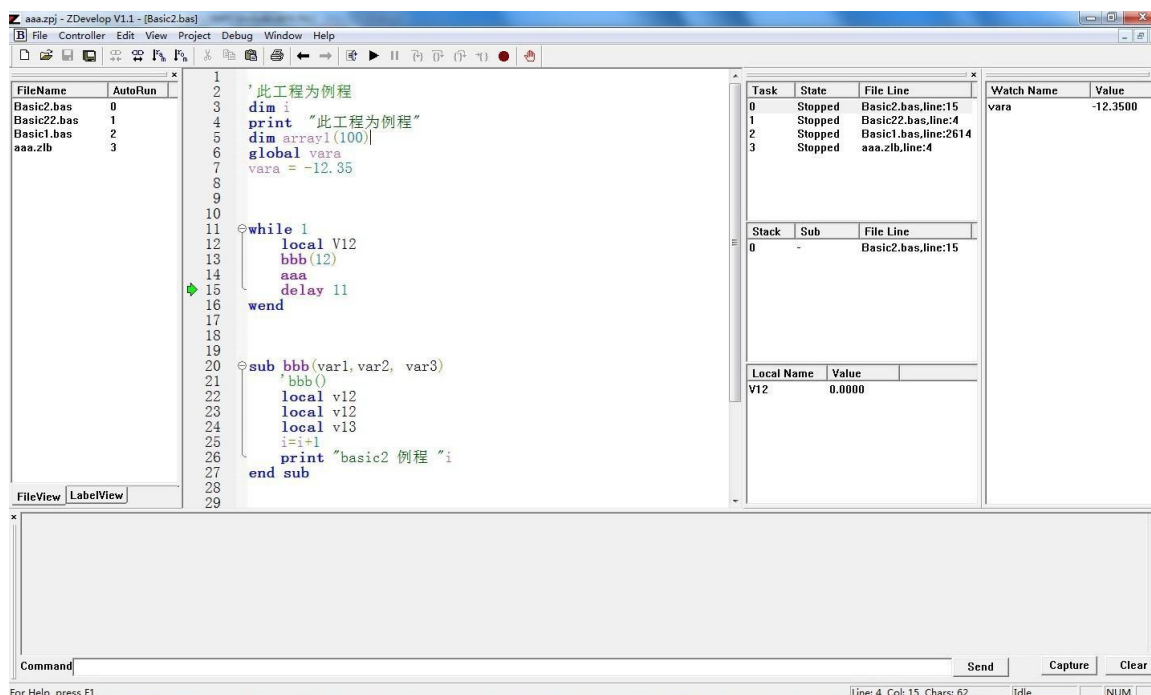 aaa.zpj - ZDevelop V1.1 - [Basic2.bas]
File Controller Edit View Project Debug Window Help
FileName AutoRun
Basic2.bas 0
Basic22.bas 1
Basic1.bas 2
aaa.zlb 3
FileView LabelView
1
2 '此工程为例程
3 dim i
4 print "此工程为例程"
5 dim array1(100)
6 global vara
7 vara = -12.35
8
9
10
11 while 1
12 local V12
13 bbb(12)
14 aaa
15 delay 11
16 wend
17
18
19
20 sub bbb(var1,var2, var3)
21 'bbb()
22 local v12
23 local v12
24 local v13
25 i=i+1
26 print "basic2 例程 "i
27 end sub
28
29
Task State File Line
0 Stopped Basic2.bas,line:15
1 Stopped Basic22.bas,line:4
2 Stopped Basic1.bas,line:2614
3 Stopped aaa.zlb,line:4
Stack Sub File Line
0 - Basic2.bas,line:15
Local Name Value
V12 0.0000
Watch Name Value
vara -12.3500
Command Send Capture Clear
For Help, press F1 Line: 4, Col: 15, Chars: 62 Idle NUM